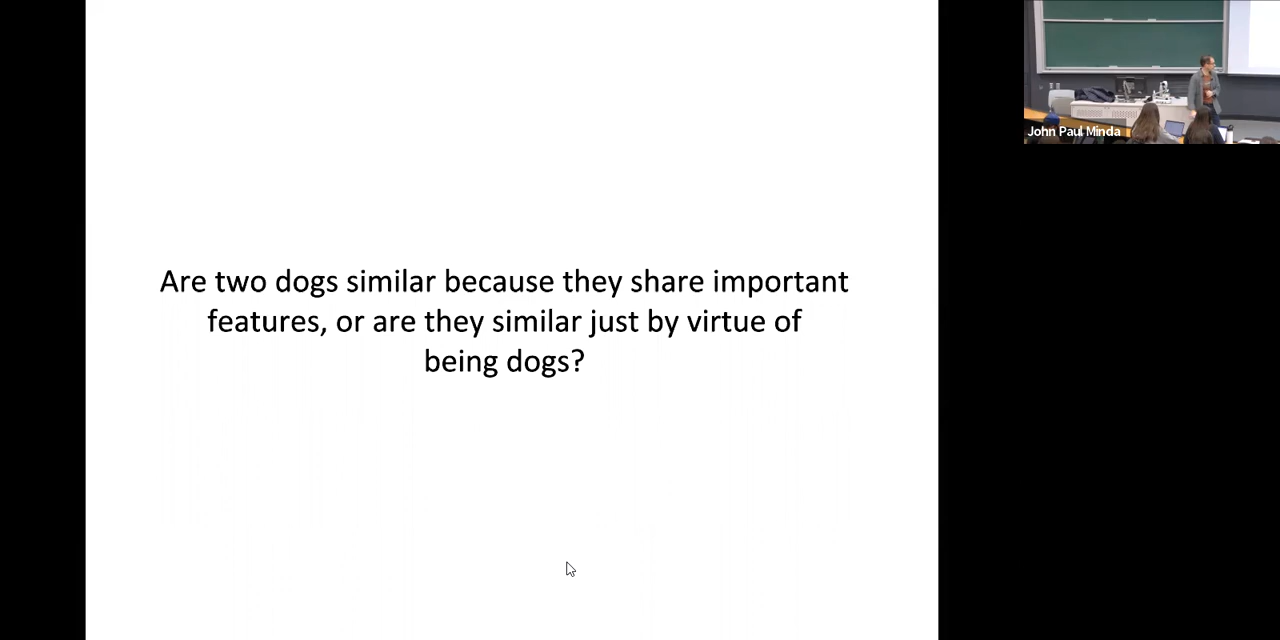 Are two dogs similar because they share important
features, or are they similar just by virtue of
being dogs?
John Paul Minda